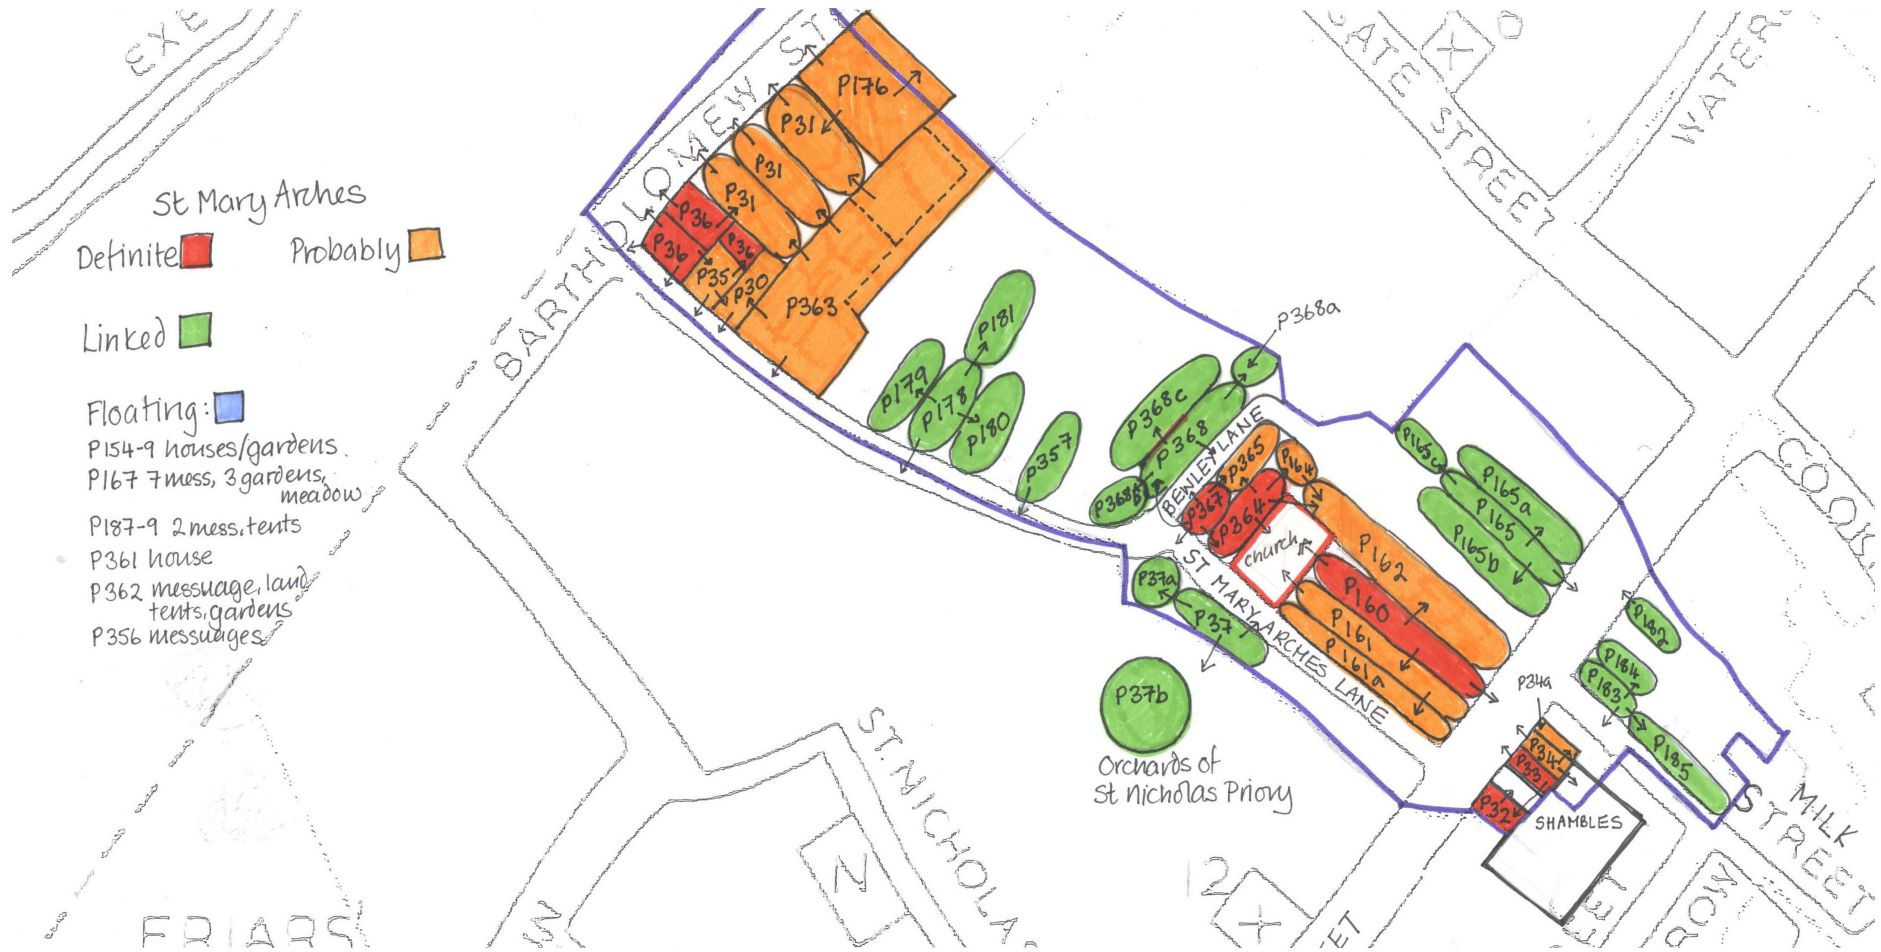 EXE
St Mary Arches
Definite
Probably
Linked
Floating:
P154-9 houses/gardens.
P167 7 mess, 3 gardens,
meadow
P187-9 2 mess, tents
P361 house
P362 messuage, land
tents, gardens
P356 messuages
BARTHOLOMEW ST
P176
P31
P31
P31
P36
P36
P36
P35
P30
P363
P181
P179
P178
P180
P357
P368a
P368c
P368
P368b
BENLEY LANE
P365
P164
P367
P364
church
P162
P160
P161
P161a
ST MARY ARCHES LANE
P37a
P37
P37b
Orchards of
St Nicholas Priory
P165c
P165a
P165
P165b
P182
P184
P183
P185
P34a
P34
P33
P32
SHAMBLES
GATE STREET
WATER
COOK
MILK
STREET
ST. NICHOLAS
N
12
EET
ROW
FRIARS